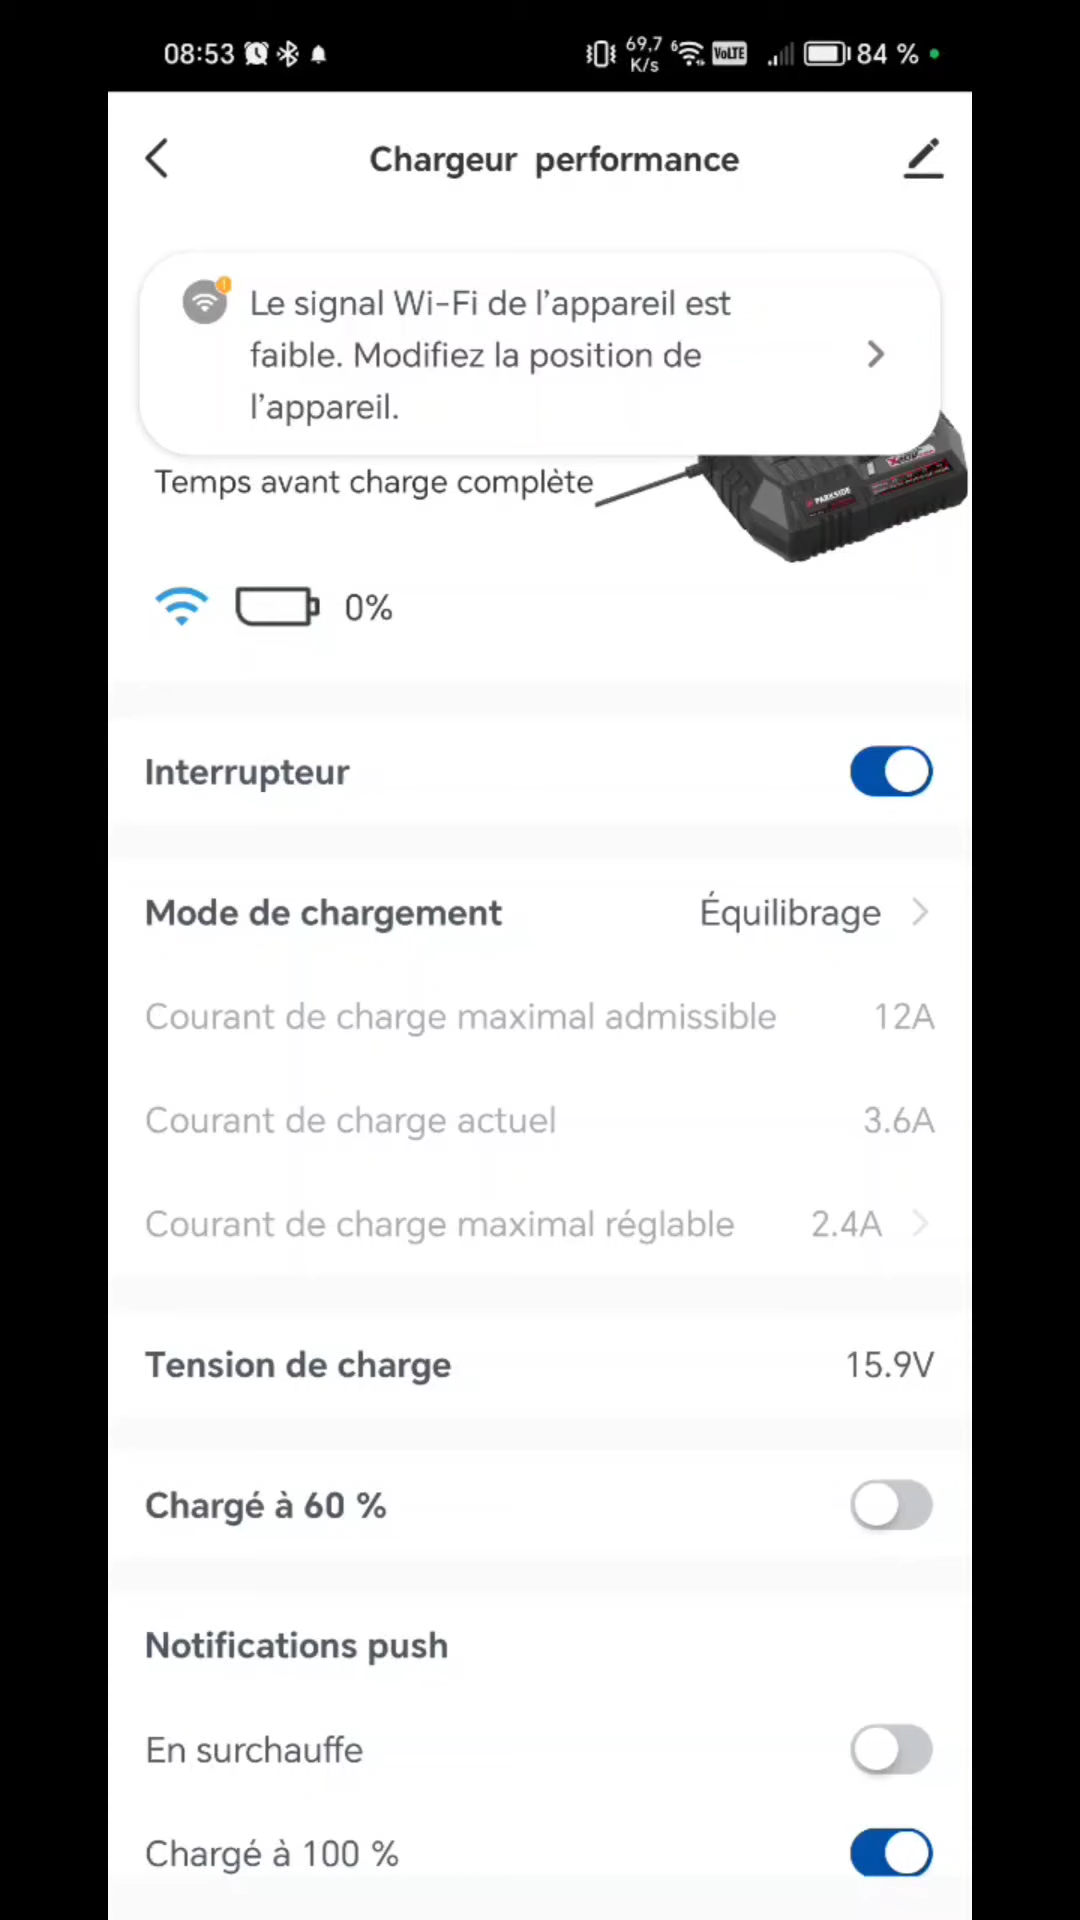 08:53 69,7 K/s 6 VoLTE 84 %
Chargeur performance
Le signal Wi-Fi de l’appareil est
faible. Modifiez la position de
l’appareil.
Temps avant charge complète
PARKSIDE
0%
Interrupteur
Mode de chargement Équilibrage
Courant de charge maximal admissible 12A
Courant de charge actuel 3.6A
Courant de charge maximal réglable 2.4A
Tension de charge 15.9V
Chargé à 60 %
Notifications push
En surchauffe
Chargé à 100 %